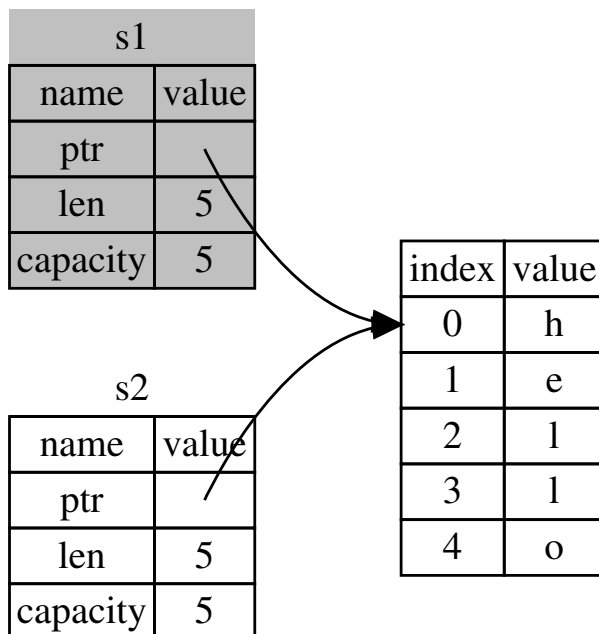 s1
name value
ptr
len 5
capacity 5
s2
name value
ptr
len 5
capacity 5
index value
0 h
1 e
2 l
3 l
4 o